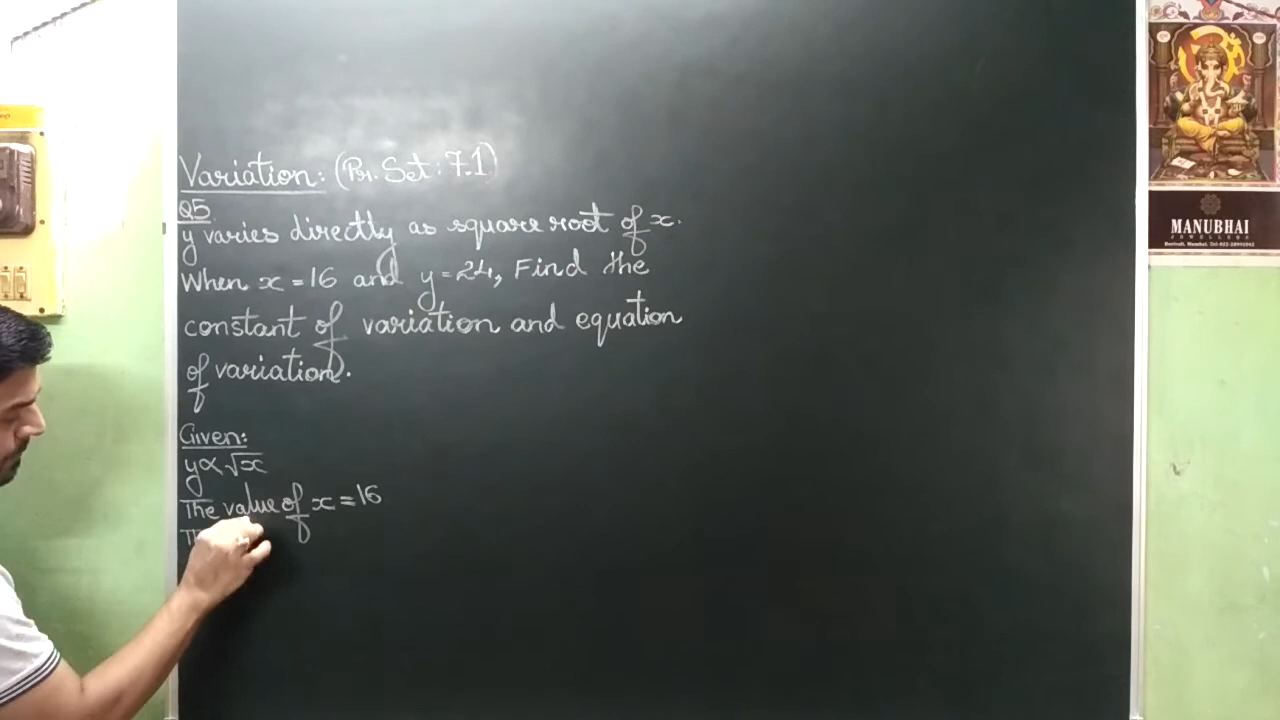 Variation: (Pr. Set: 7.1)
Q5
y varies directly as square root of x.
When x = 16 and y = 24, Find the
constant of variation and equation
of variation.
Given:
y∝√x
The value of x = 16
MANUBHAI
JEWELLERS